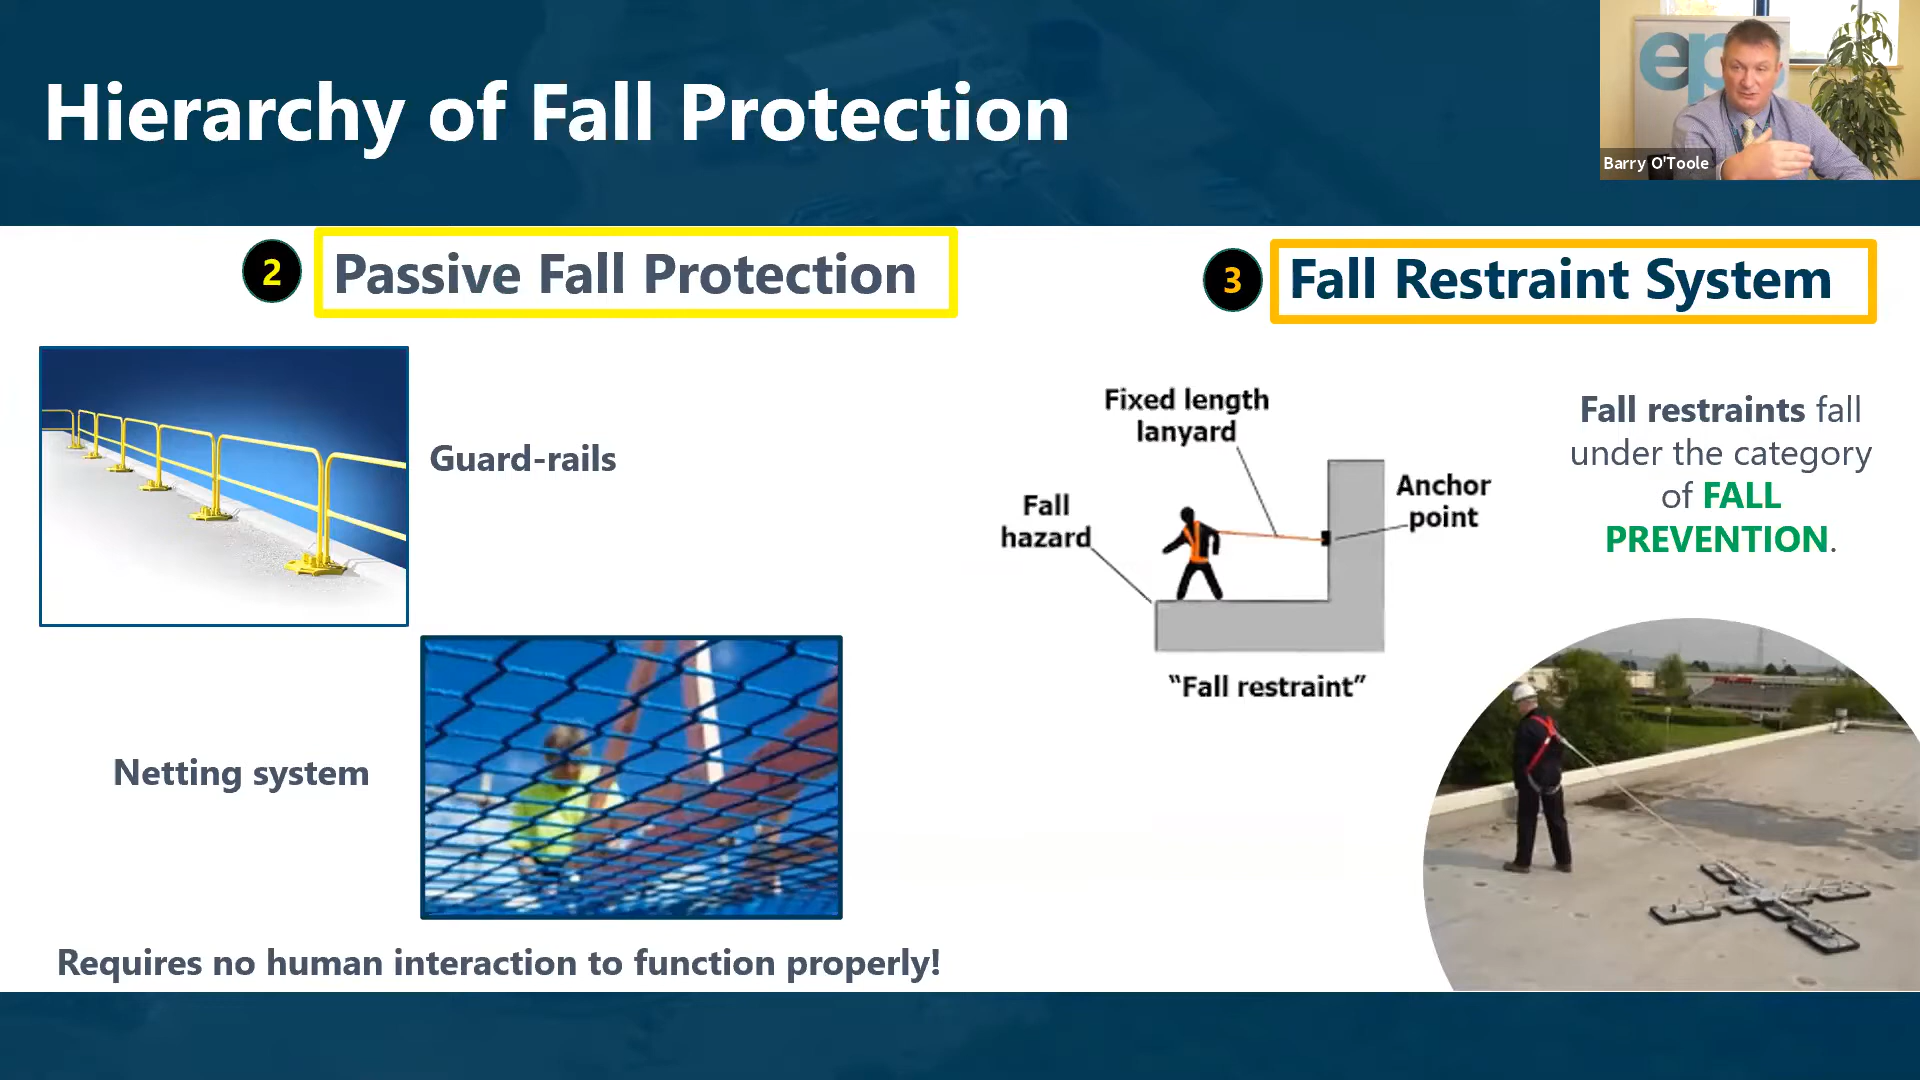 Hierarchy of Fall Protection
ep
Barry O'Toole
2
Passive Fall Protection
3
Fall Restraint System
Guard-rails
Netting system
Requires no human interaction to function properly!
Fixed length
lanyard
Anchor
point
Fall
hazard
"Fall restraint"
Fall restraints fall
under the category
of FALL
PREVENTION.